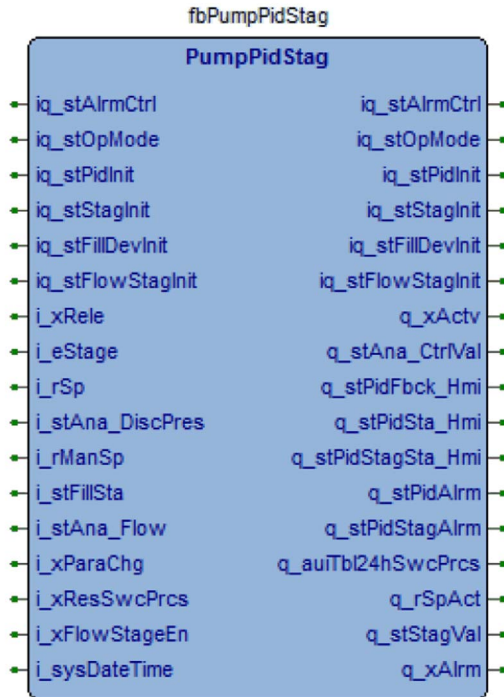 fbPumpPidStag
PumpPidStag
iq_stAlrmCtrl iq_stAlrmCtrl
iq_stOpMode iq_stOpMode
iq_stPidInit iq_stPidInit
iq_stStagInit iq_stStagInit
iq_stFillDevInit iq_stFillDevInit
iq_stFlowStagInit iq_stFlowStagInit
i_xRele q_xActv
i_eStage q_stAna_CtrlVal
i_rSp q_stPidFbck_Hmi
i_stAna_DiscPres q_stPidSta_Hmi
i_rManSp q_stPidStagSta_Hmi
i_stFillSta q_stPidAlrm
i_stAna_Flow q_stPidStagAlrm
i_xParaChg q_auiTbl24hSwcPrcs
i_xResSwcPrcs q_rSpAct
i_xFlowStageEn q_stStagVal
i_sysDateTime q_xAlrm